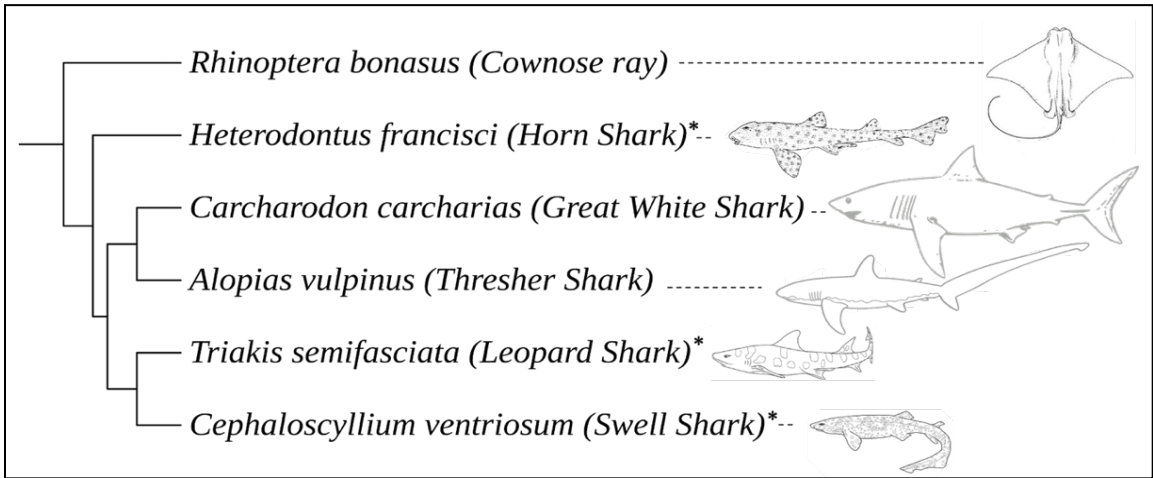 Rhinoptera bonasus (Cownose ray)
Heterodontus francisci (Horn Shark)*
Carcharodon carcharias (Great White Shark)
Alopias vulpinus (Thresher Shark)
Triakis semifasciata (Leopard Shark)*
Cephaloscyllium ventriosum (Swell Shark)*